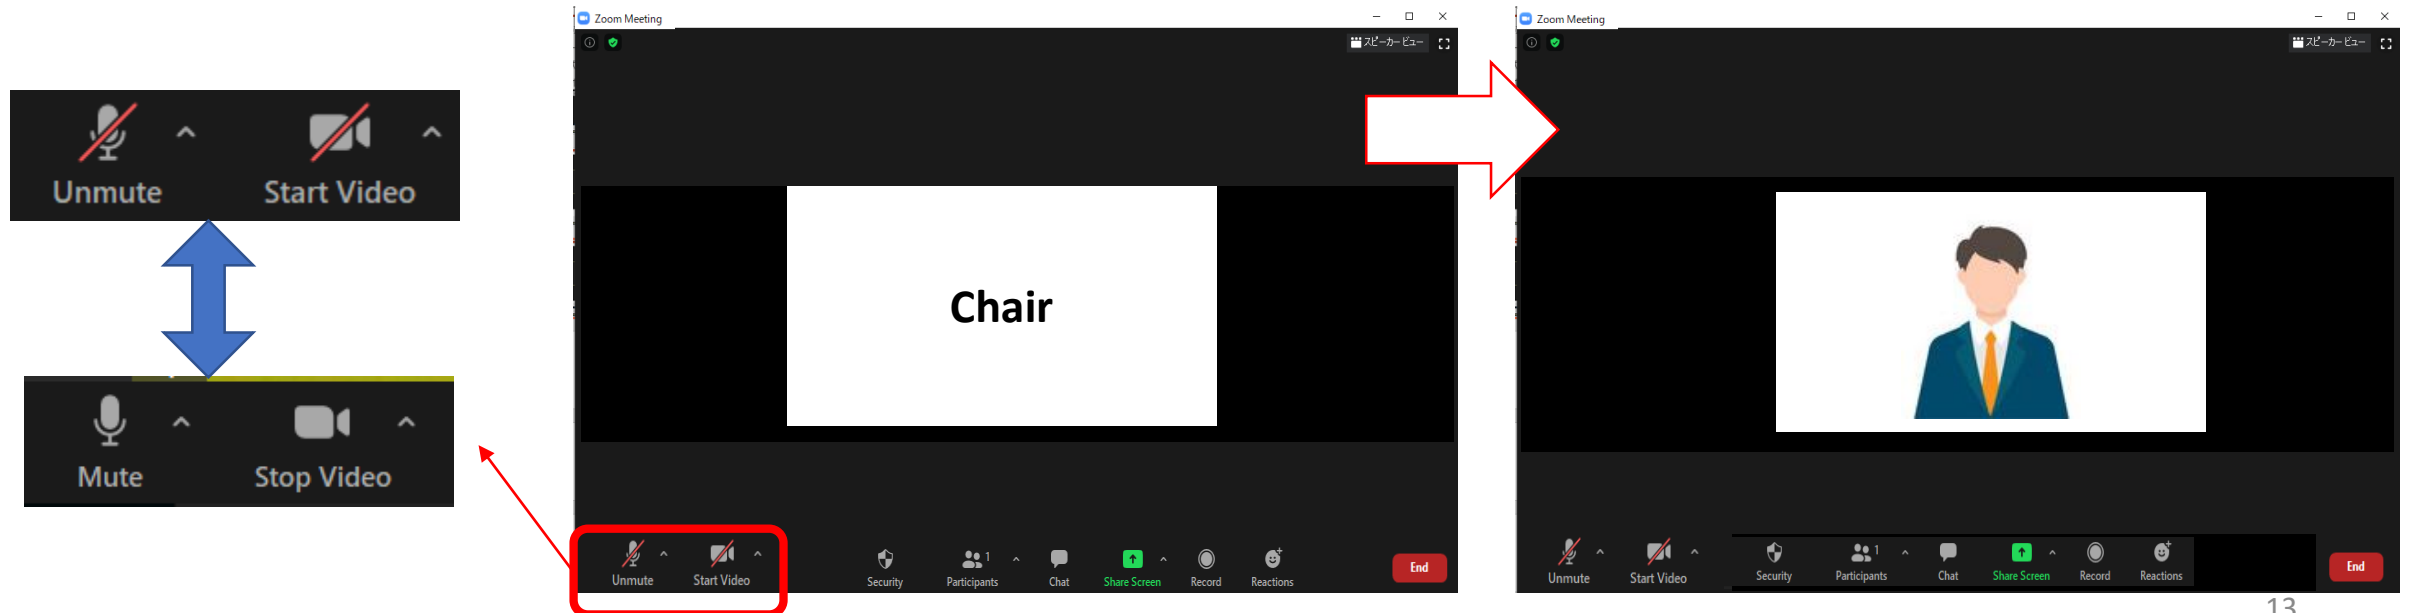 Unmute
Start Video
Mute
Stop Video
Zoom Meeting
スピーカー ビュー
Chair
Unmute
Start Video
Security
Participants
1
Chat
Share Screen
Record
Reactions
End
Zoom Meeting
スピーカー ビュー
Unmute
Start Video
Security
Participants
1
Chat
Share Screen
Record
Reactions
End
13